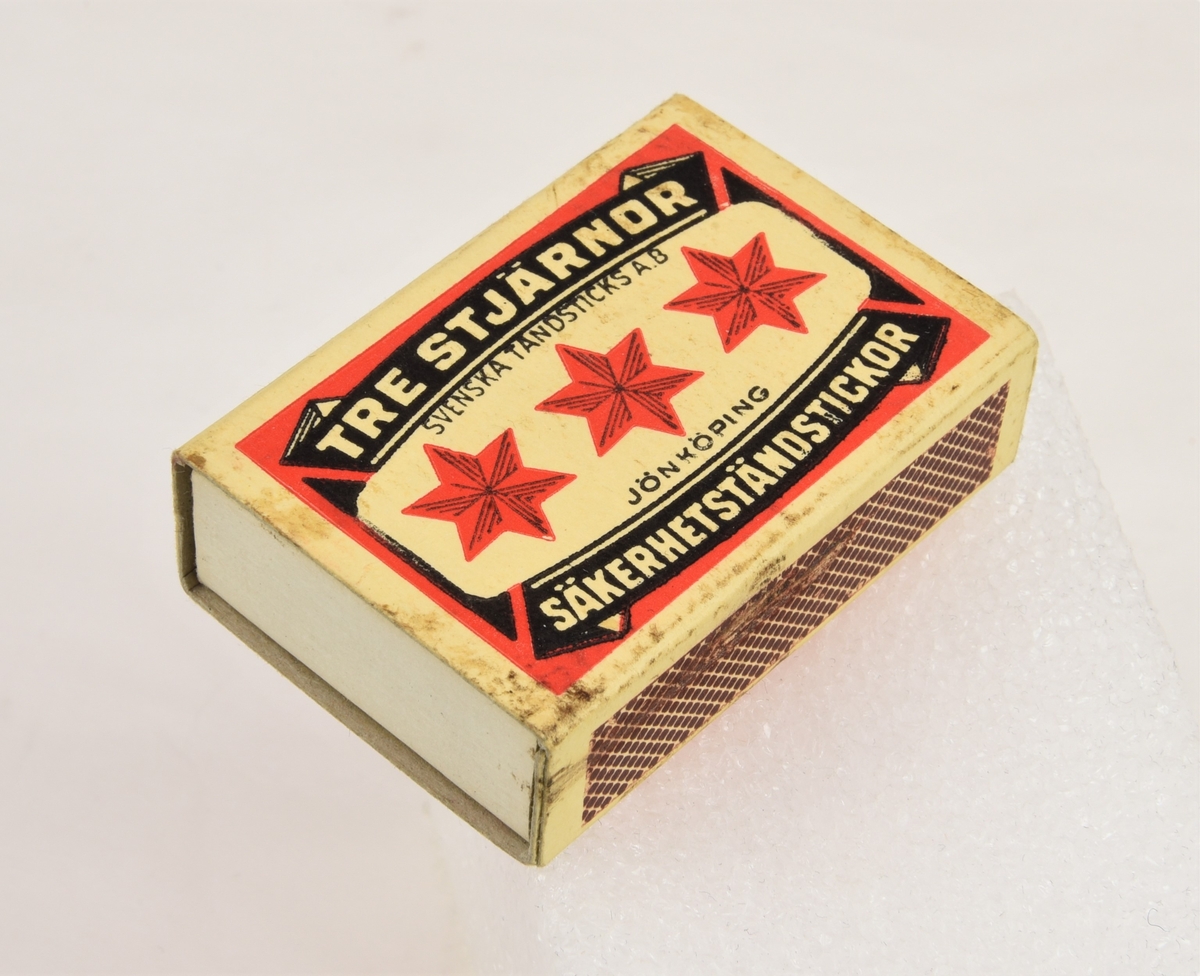 TRE STJÄRNOR
SVENSKA TÄNDSTICKS A.B
JÖNKÖPING
SÄKERHETSTÄNDSTICKOR